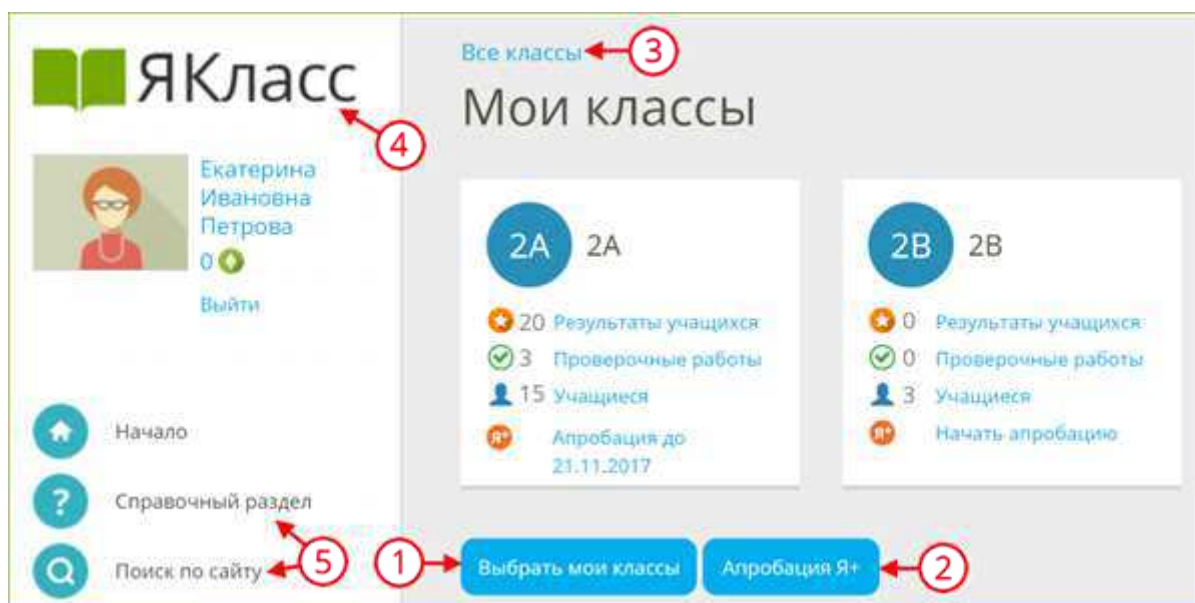 ЯКласс
4
Екатерина
Ивановна
Петрова
0
Выйти
Начало
? Справочный раздел
5
Поиск по сайту
Все классы
3
Мои классы
2А 2А
20 Результаты учащихся
3 Проверочные работы
15 Учащиеся
Я+ Апробация до
21.11.2017
2В 2В
0 Результаты учащихся
0 Проверочные работы
3 Учащиеся
Я+ Начать апробацию
1
Выбрать мои классы
Апробация Я+
2